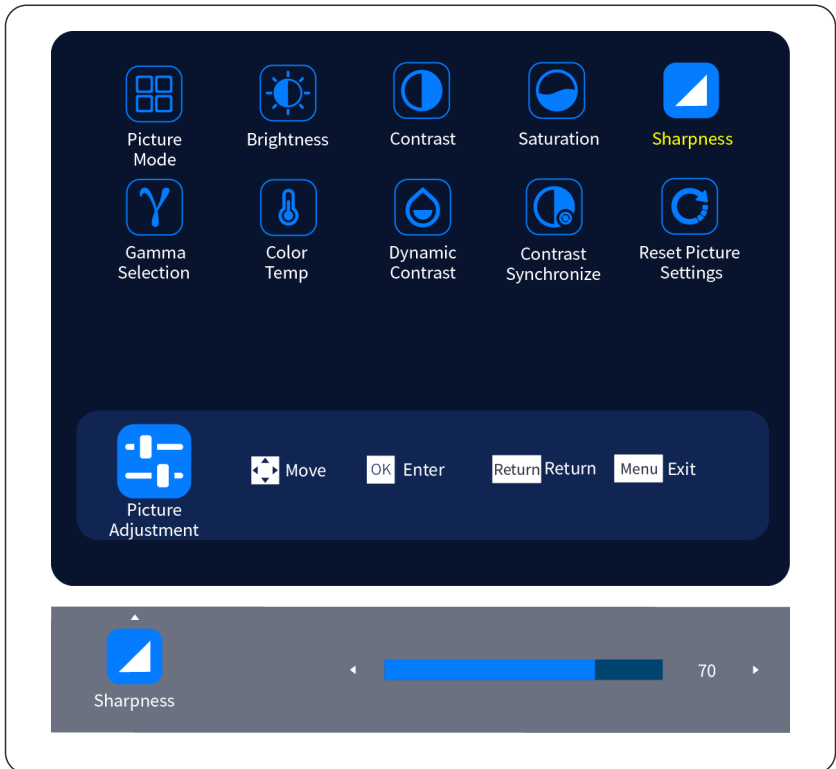 Picture
Mode
Brightness
Contrast
Saturation
Sharpness
γ
Gamma
Selection
Color
Temp
Dynamic
Contrast
Contrast
Synchronize
Reset Picture
Settings
Picture
Adjustment
Move
OK Enter
Return Return
Menu Exit
Sharpness
70